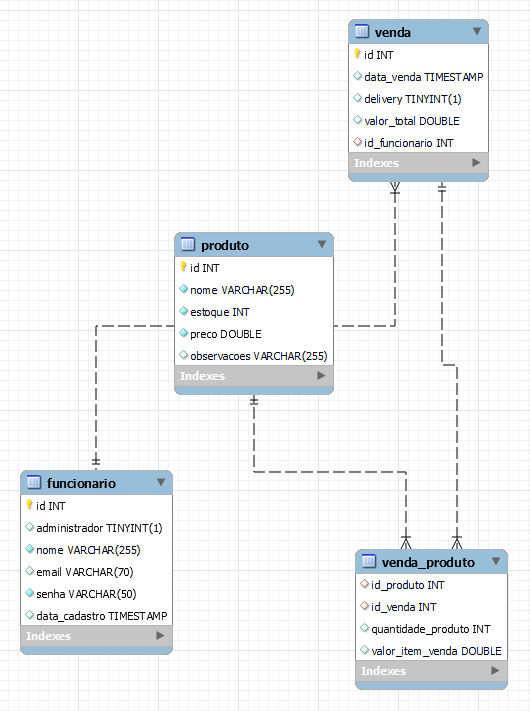 venda
id INT
data_venda TIMESTAMP
delivery TINYINT(1)
valor_total DOUBLE
id_funcionario INT
Indexes
produto
id INT
nome VARCHAR(255)
estoque INT
preco DOUBLE
observacoes VARCHAR(255)
Indexes
funcionario
id INT
administrador TINYINT(1)
nome VARCHAR(255)
email VARCHAR(70)
senha VARCHAR(50)
data_cadastro TIMESTAMP
Indexes
venda_produto
id_produto INT
id_venda INT
quantidade_produto INT
valor_item_venda DOUBLE
Indexes